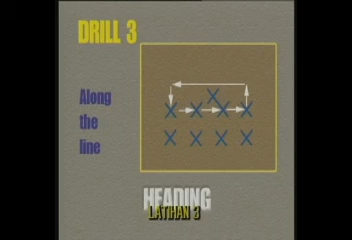 DRILL 3
Along
the
line
HEADING
LATIHAN 3